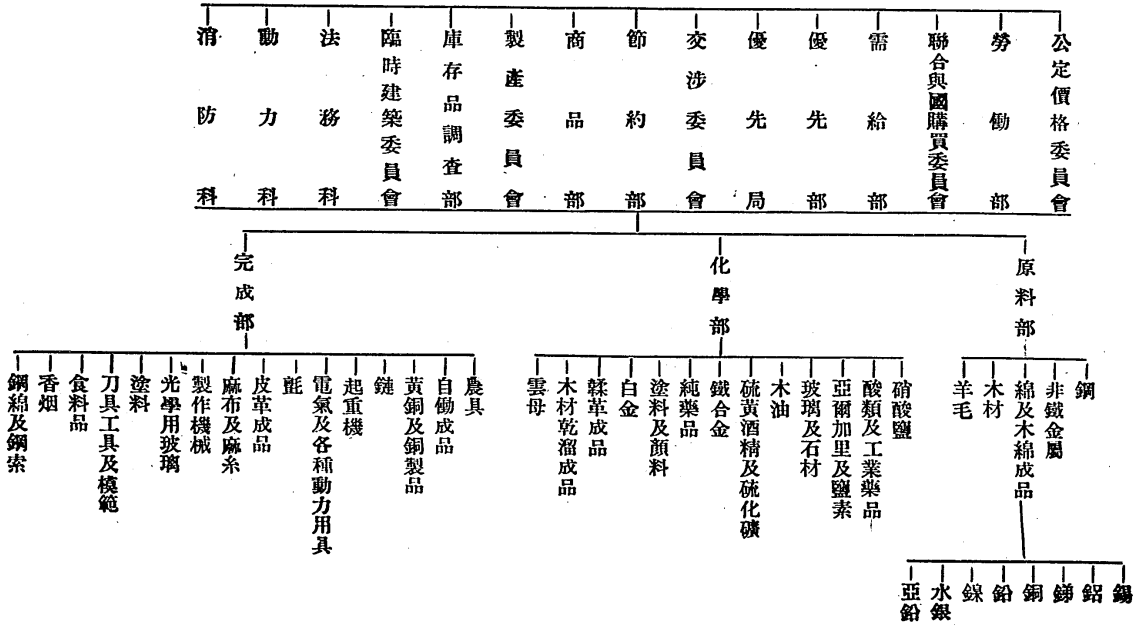 公定價格委員會
勞働部
聯合與國購買委員會
需給部
優先部
優先局
交涉委員會
節約部
商品部
製產委員會
庫存品調查部
臨時建築委員會
法務科
動力科
消防科
原料部
化學部
完成部
鋼
非鐵金屬
綿及木綿成品
木材
羊毛
硝酸鹽
酸類及工業藥品
亞爾加里及鹽素
玻璃及石材
木油
硫黃酒精及硫化礦
鐵合金
純藥品
塗料及顏料
白金
鞣革成品
木材乾溜成品
雲母
農具
自働成品
黃銅及銅製品
鏈
起重機
電氣及各種動力用具
氈
皮革成品
麻布及麻糸
製作機械
光學用玻璃
塗料
刀具工具及模範
食料品
香烟
鋼綿及鋼索
錫
鋁
銻
銅
鉛
鎳
水銀
亞鉛